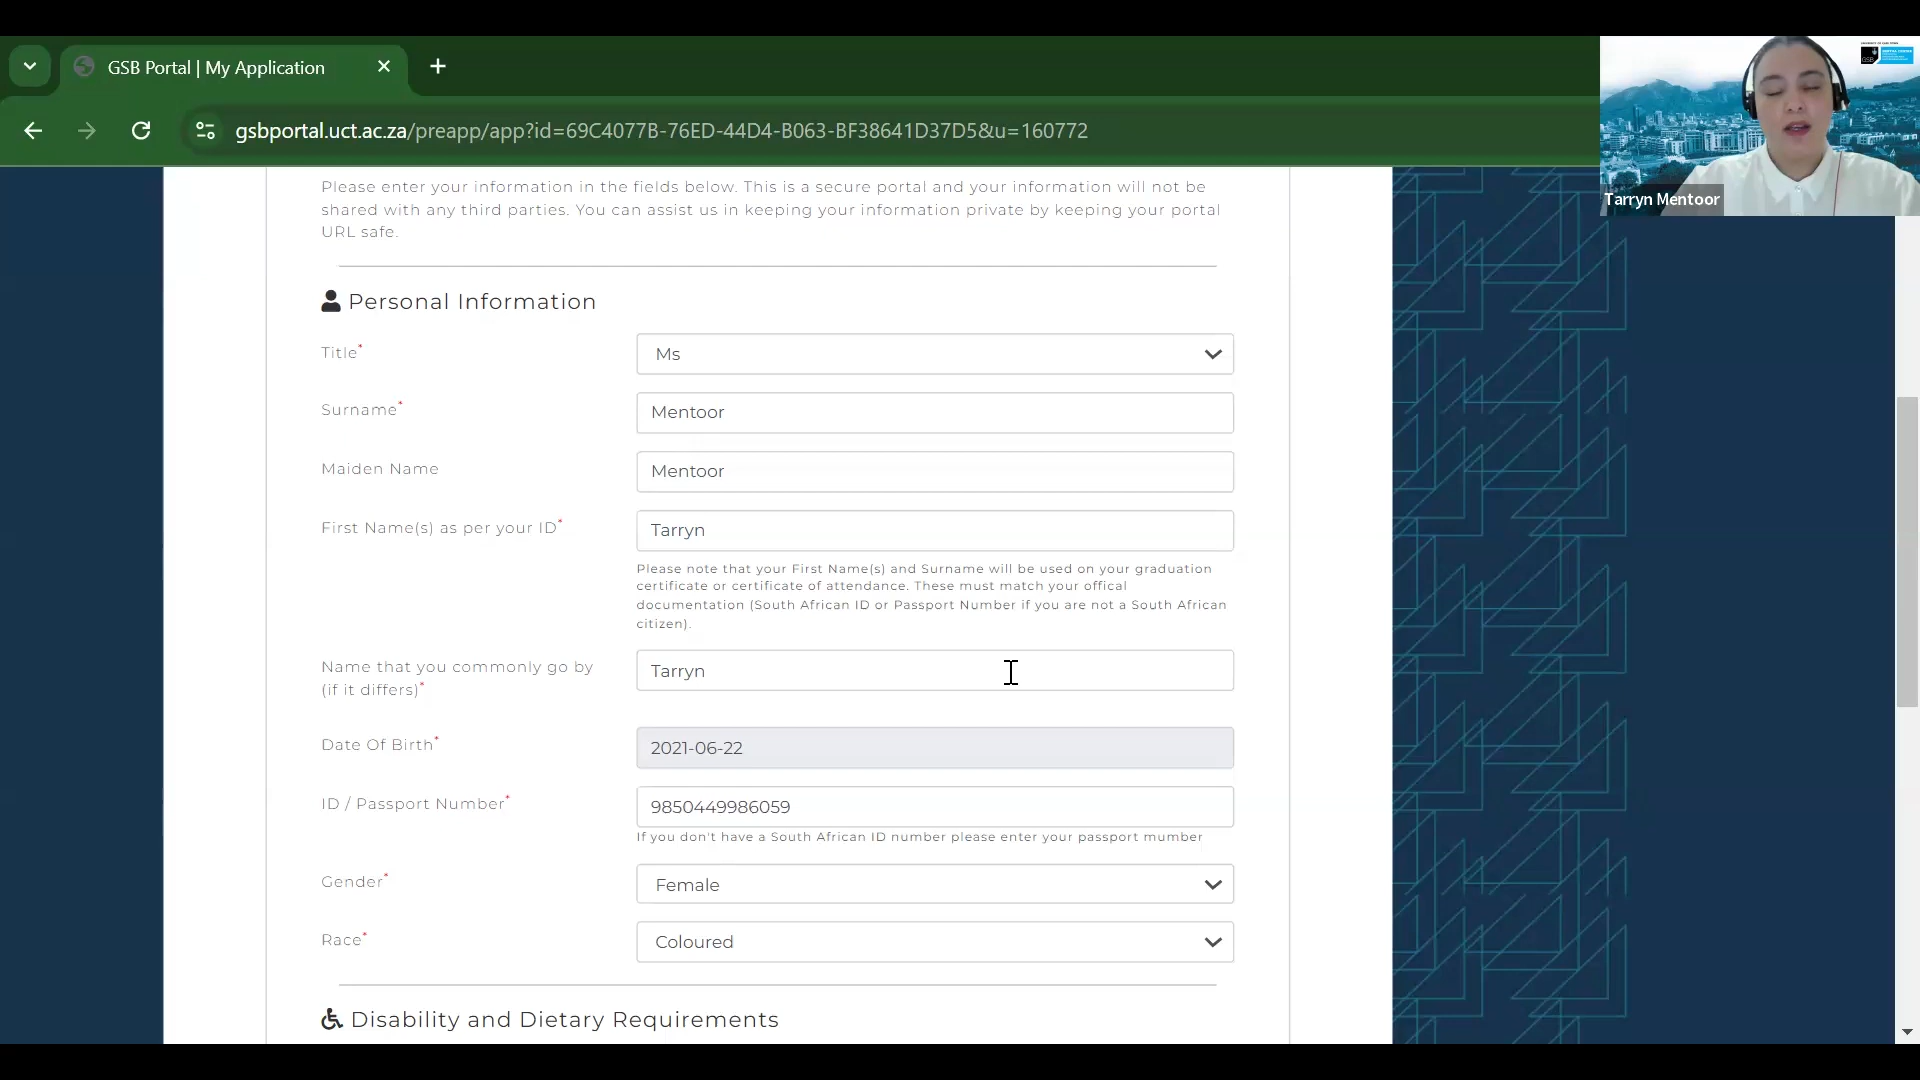 GSB Portal | My Application
gsbportal.uct.ac.za/preapp/app?id=69C4077B-76ED-44D4-B063-BF38641D37D5&u=160772
GSB
Tarryn Mentoor
Please enter your information in the fields below. This is a secure portal and your information will not be
shared with any third parties. You can assist us in keeping your information private by keeping your portal
URL safe.
Personal Information
Title*
Ms
Surname*
Mentoor
Maiden Name
Mentoor
First Name(s) as per your ID*
Tarryn
Please note that your First Name(s) and Surname will be used on your graduation
certificate or certificate of attendance. These must match your offical
documentation (South African ID or Passport Number if you are not a South African
citizen).
Name that you commonly go by
(if it differs)*
Tarryn
Date Of Birth*
2021-06-22
ID / Passport Number*
9850449986059
If you don't have a South African ID number please enter your passport mumber
Gender*
Female
Race*
Coloured
Disability and Dietary Requirements